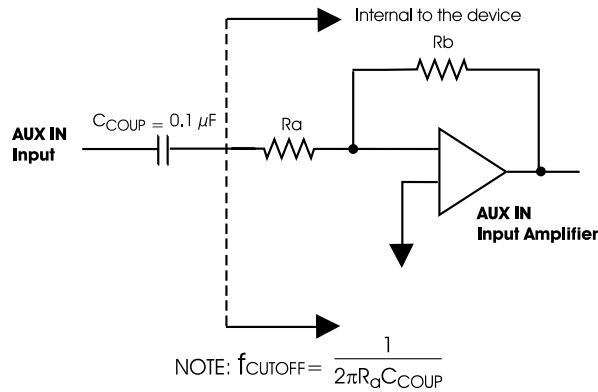 Internal to the device
Rb
C COUP = 0.1 µF
Ra
AUX IN
Input
AUX IN
Input Amplifier
NOTE: fCUTOFF = 1
2πRaCCOUP